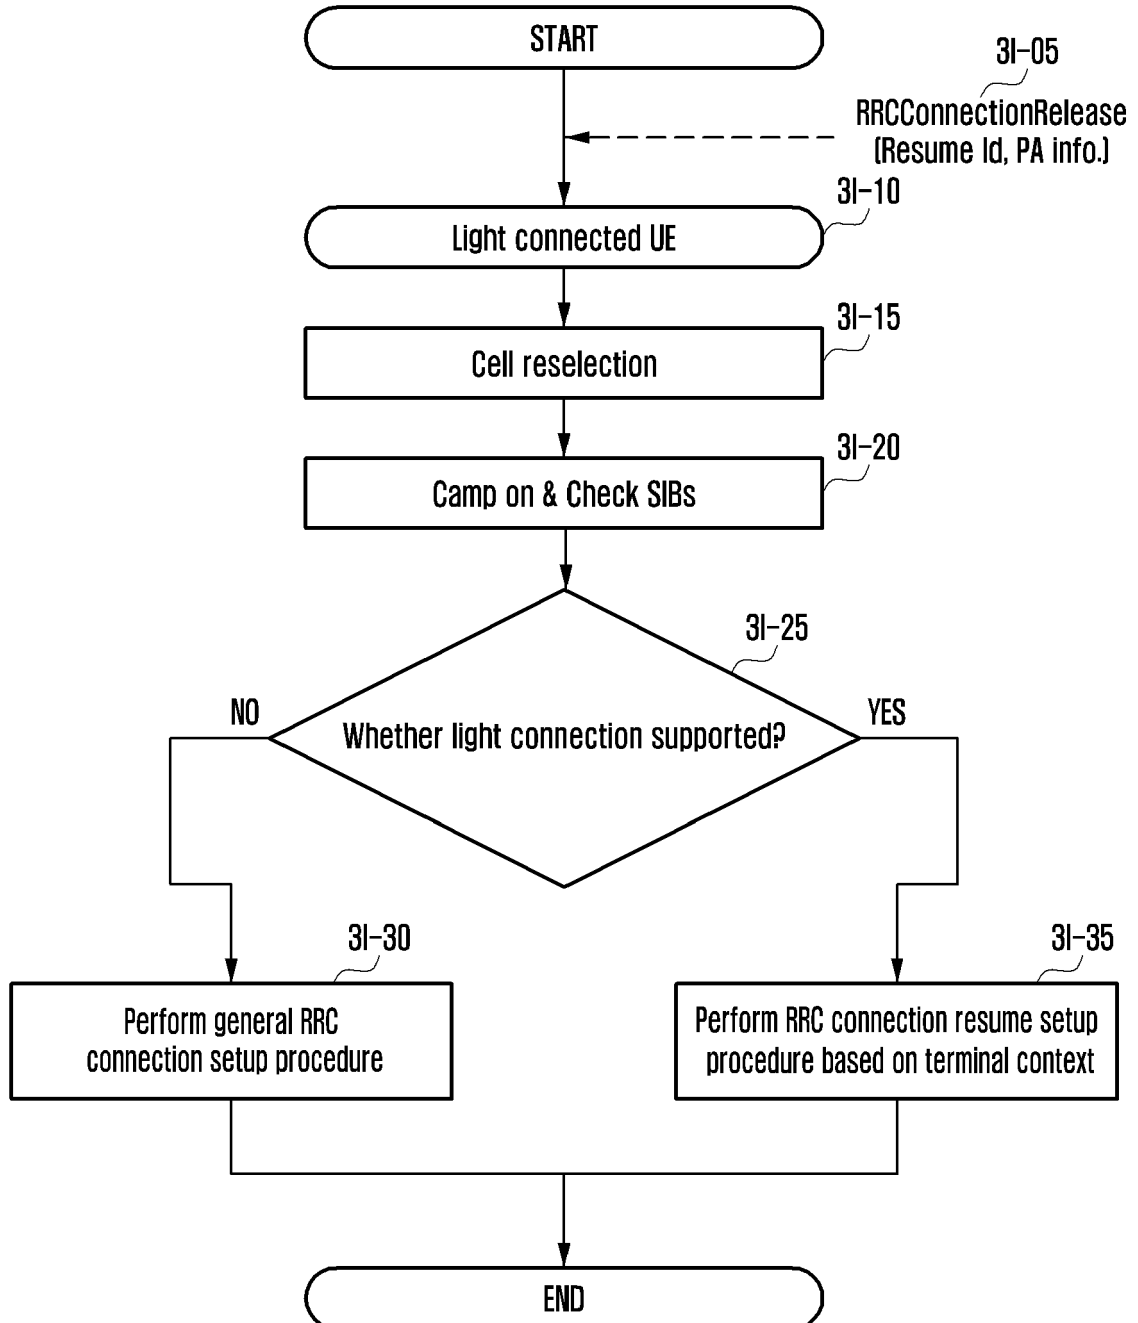 START
3I-05
RRCConnectionRelease
(Resume Id, PA info.)
3I-10
Light connected UE
3I-15
Cell reselection
3I-20
Camp on & Check SIBs
3I-25
NO
Whether light connection supported?
YES
3I-30
3I-35
Perform general RRC
connection setup procedure
Perform RRC connection resume setup
procedure based on terminal context
END